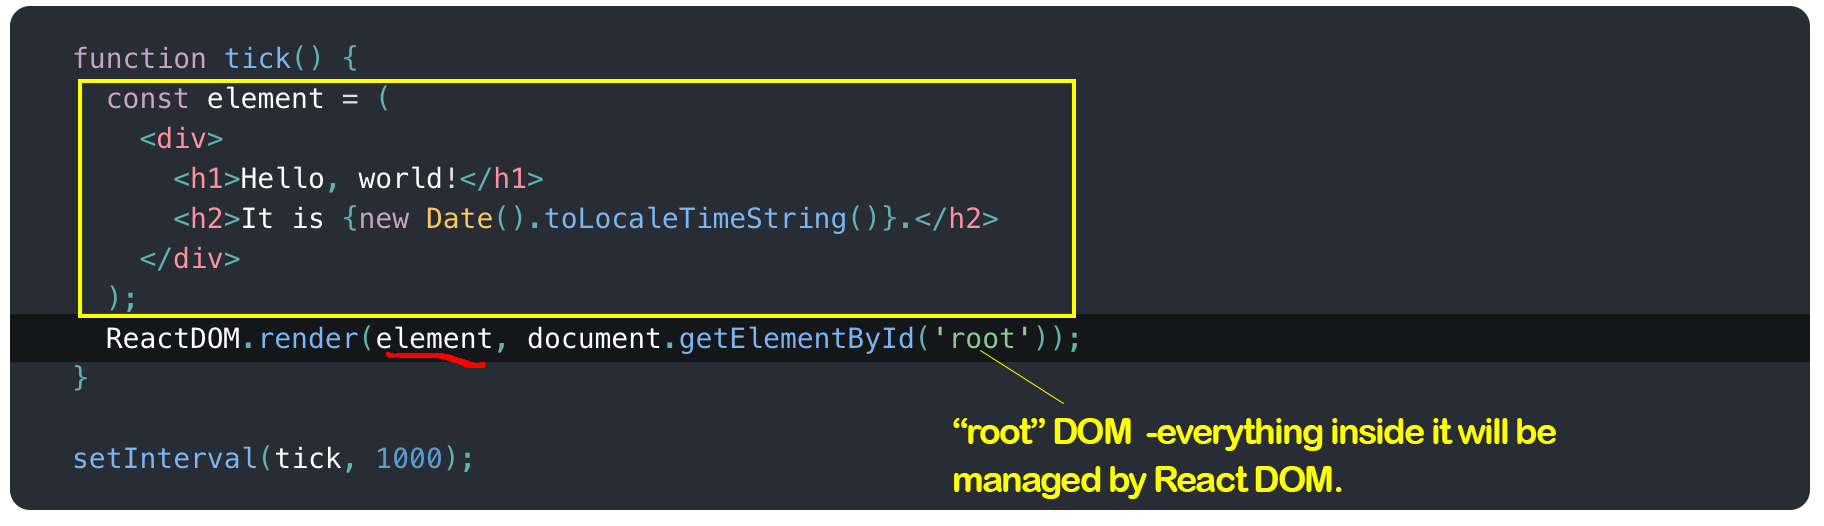 function tick() {
const element = (
<div>
<h1>Hello, world!</h1>
<h2>It is {new Date().toLocaleTimeString()}.</h2>
</div>
);
ReactDOM.render(element, document.getElementById('root'));
}
setInterval(tick, 1000);
“root” DOM -everything inside it will be
managed by React DOM.